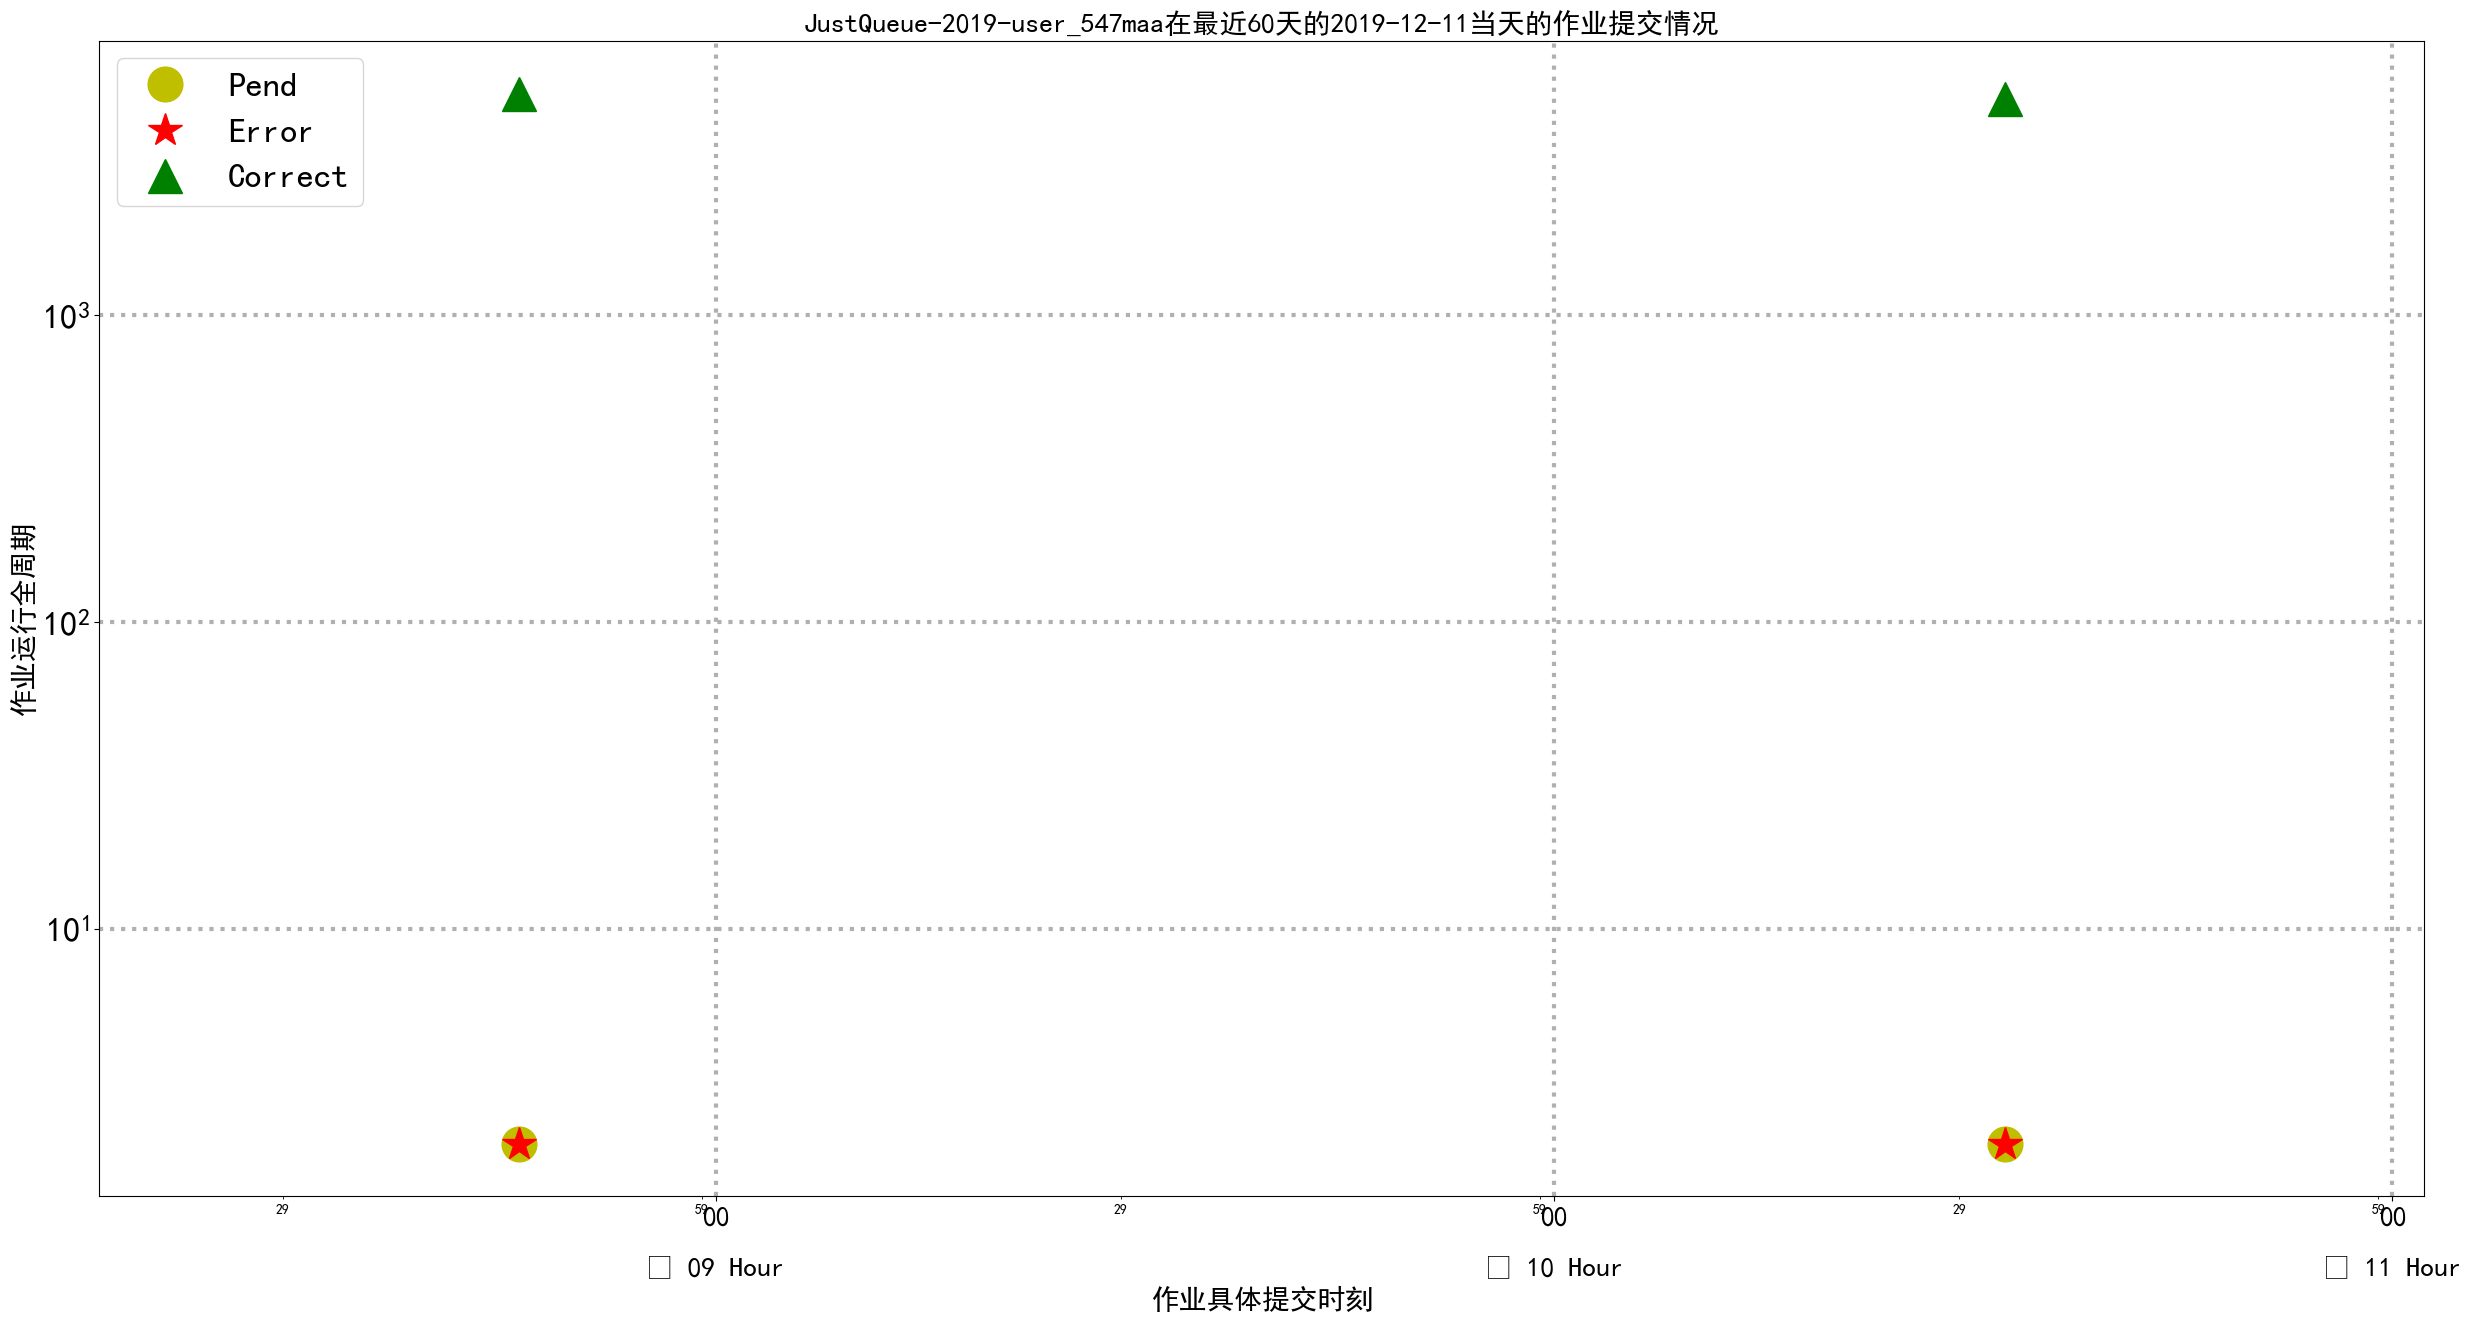 JustQueue-2019-user_547maa在最近60天的2019-12-11当天的作业提交情况
Pend
Error
Correct
作业运行全周期
10³
10²
10¹
29 59 00 29 59 00 29 59 00
□ 09 Hour □ 10 Hour □ 11 Hour
作业具体提交时刻